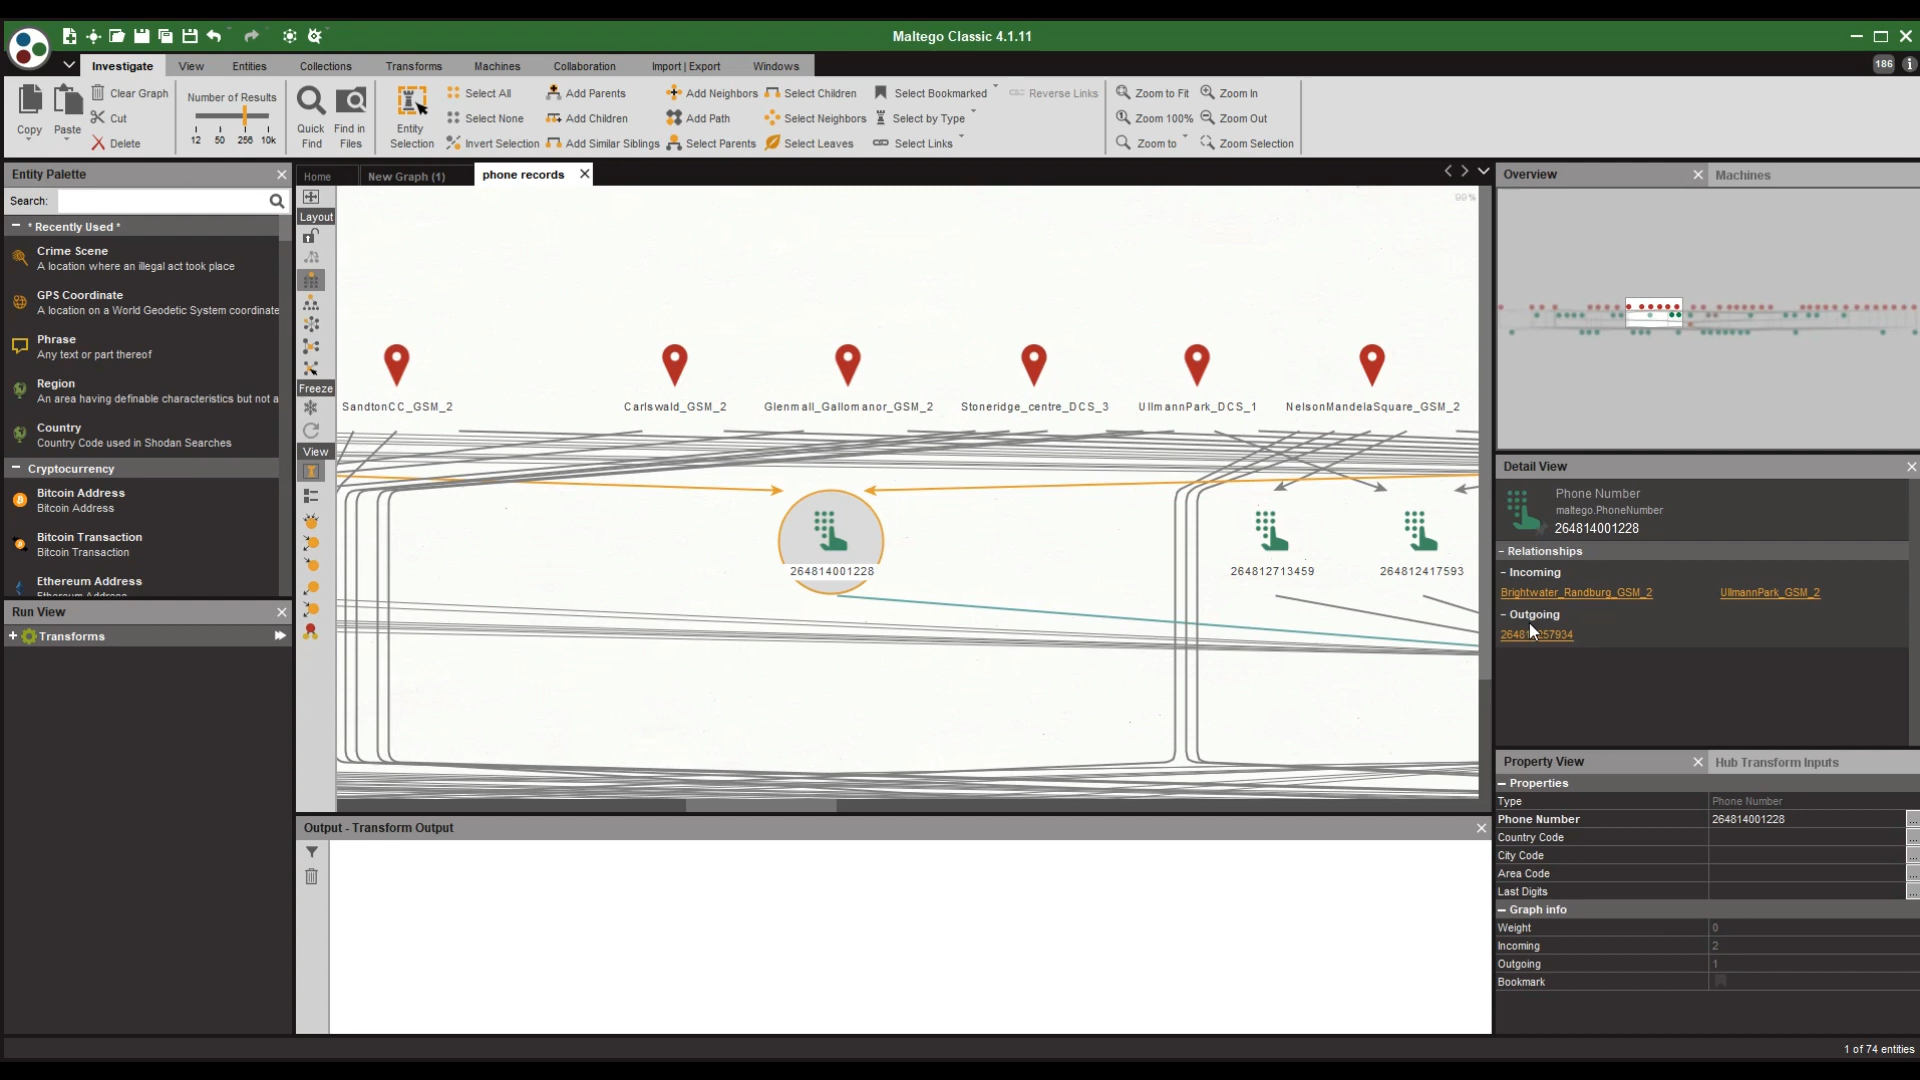 Maltego Classic 4.1.11
Investigate View Entities Collections Transforms Machines Collaboration Import | Export Windows
186
Copy Paste Clear Graph Cut Delete
Number of Results
12 50 256 10k
Quick Find
Find in Files
Entity Selection
Select All
Select None
Invert Selection
Add Parents
Add Children
Add Similar Siblings
Add Neighbors
Add Path
Select Parents
Select Children
Select Neighbors
Select Leaves
Select Bookmarked
Select by Type
Select Links
Reverse Links
Zoom to Fit
Zoom 100%
Zoom to
Zoom In
Zoom Out
Zoom Selection
Entity Palette
Search:
* Recently Used *
Crime Scene
A location where an illegal act took place
GPS Coordinate
A location on a World Geodetic System coordinate
Phrase
Any text or part thereof
Region
An area having definable characteristics but not a
Country
Country Code used in Shodan Searches
Cryptocurrency
Bitcoin Address
Bitcoin Address
Bitcoin Transaction
Bitcoin Transaction
Ethereum Address
Ethereum Address
Run View
Transforms
Home New Graph (1) phone records
Layout
Freeze
View
99%
SandtonCC_GSM_2
Carlswald_GSM_2
Glenmall_Gallomanor_GSM_2
Stoneridge_centre_DCS_3
UllmannPark_DCS_1
NelsonMandelaSquare_GSM_2
264814001228
264812713459
264812417593
Output - Transform Output
Overview Machines
Detail View
Phone Number
maltego.PhoneNumber
264814001228
- Relationships
- Incoming
Brightwater_Randburg_GSM_2 UllmannPark_GSM_2
- Outgoing
Property View Hub Transform Inputs
Properties
Type Phone Number
Phone Number 264814001228
Country Code
City Code
Area Code
Last Digits
Graph info
Weight 0
Incoming 2
Outgoing 1
Bookmark
1 of 74 entities